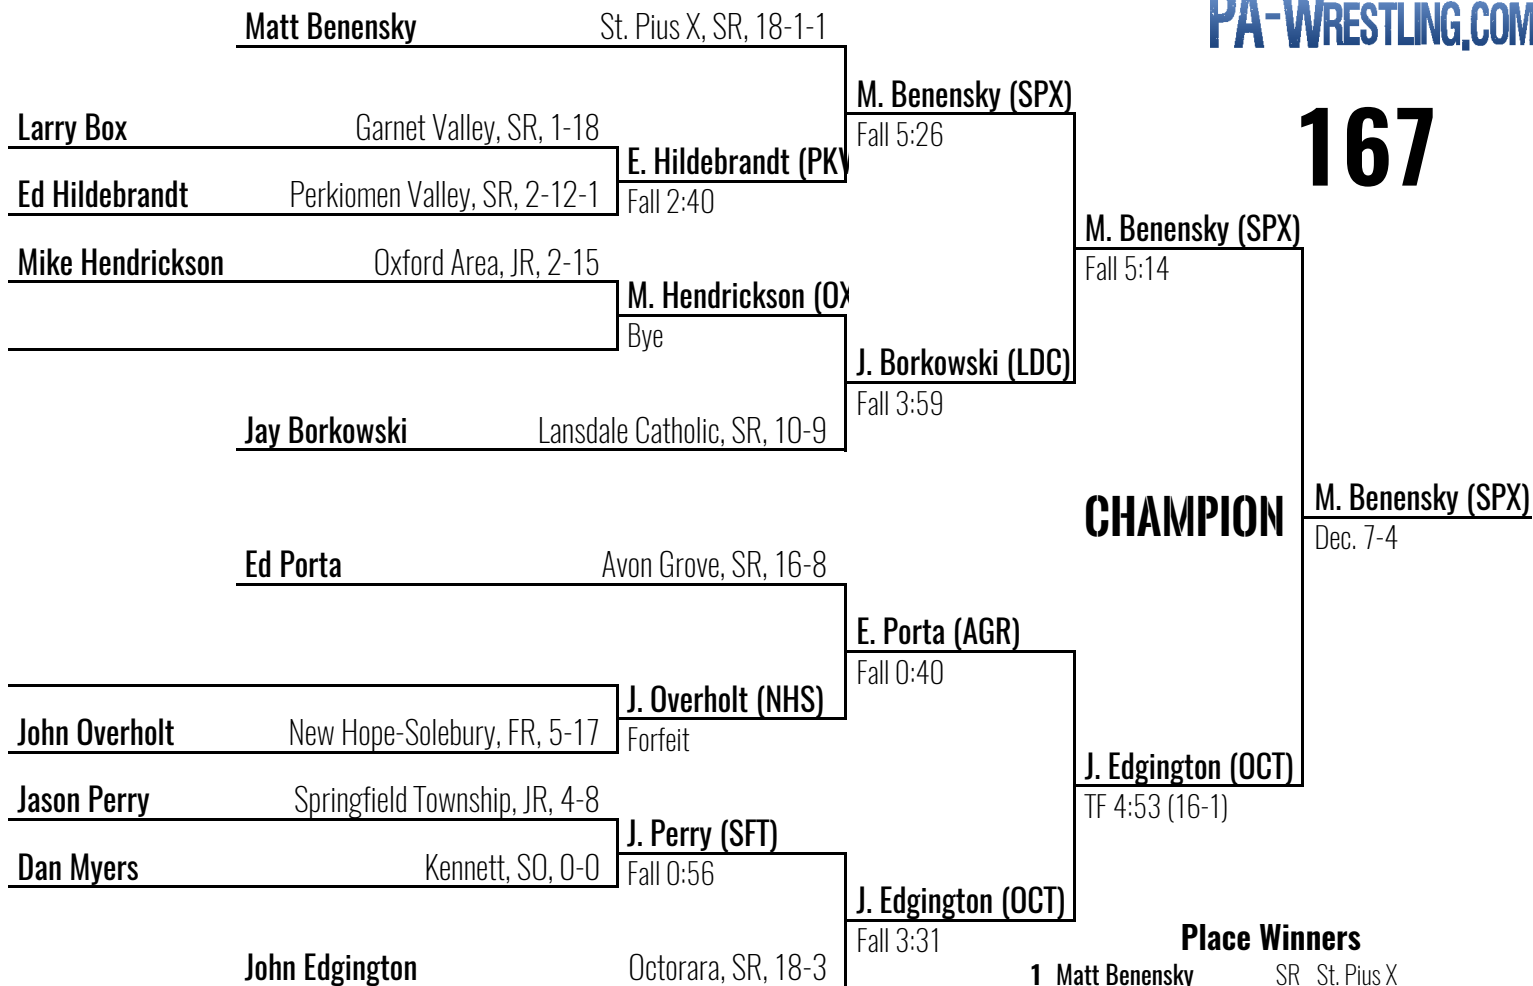 PA-WRESTLING.COM
167
Matt Benensky St. Pius X, SR, 18-1-1
M. Benensky (SPX)
Fall 5:26
Larry Box Garnet Valley, SR, 1-18
E. Hildebrandt (PKV
Fall 2:40
Ed Hildebrandt Perkiomen Valley, SR, 2-12-1
M. Benensky (SPX)
Fall 5:14
Mike Hendrickson Oxford Area, JR, 2-15
M. Hendrickson (OX
Bye
J. Borkowski (LDC)
Fall 3:59
Jay Borkowski Lansdale Catholic, SR, 10-9
CHAMPION
M. Benensky (SPX)
Dec. 7-4
Ed Porta Avon Grove, SR, 16-8
E. Porta (AGR)
Fall 0:40
J. Overholt (NHS)
Forfeit
John Overholt New Hope-Solebury, FR, 5-17
J. Edgington (OCT)
TF 4:53 (16-1)
Jason Perry Springfield Township, JR, 4-8
J. Perry (SFT)
Fall 0:56
Dan Myers Kennett, SO, 0-0
J. Edgington (OCT)
Fall 3:31
John Edgington Octorara, SR, 18-3
Place Winners
1 Matt Benensky SR St. Pius X